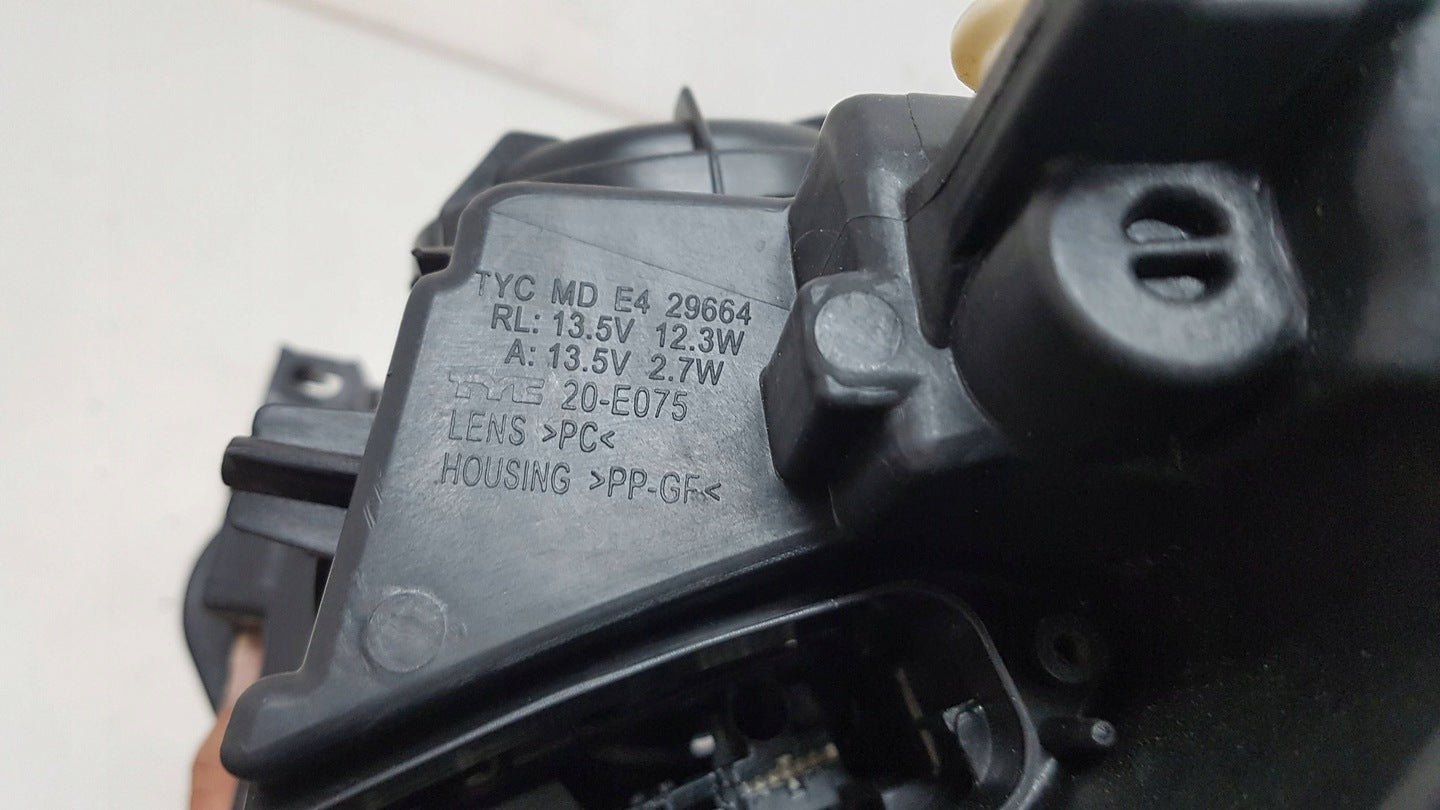 TYC MD E4 29664
RL: 13.5V 12.3W
A: 13.5V 2.7W
TYC 20-E075
LENS >PC<
HOUSING >PP-GF<